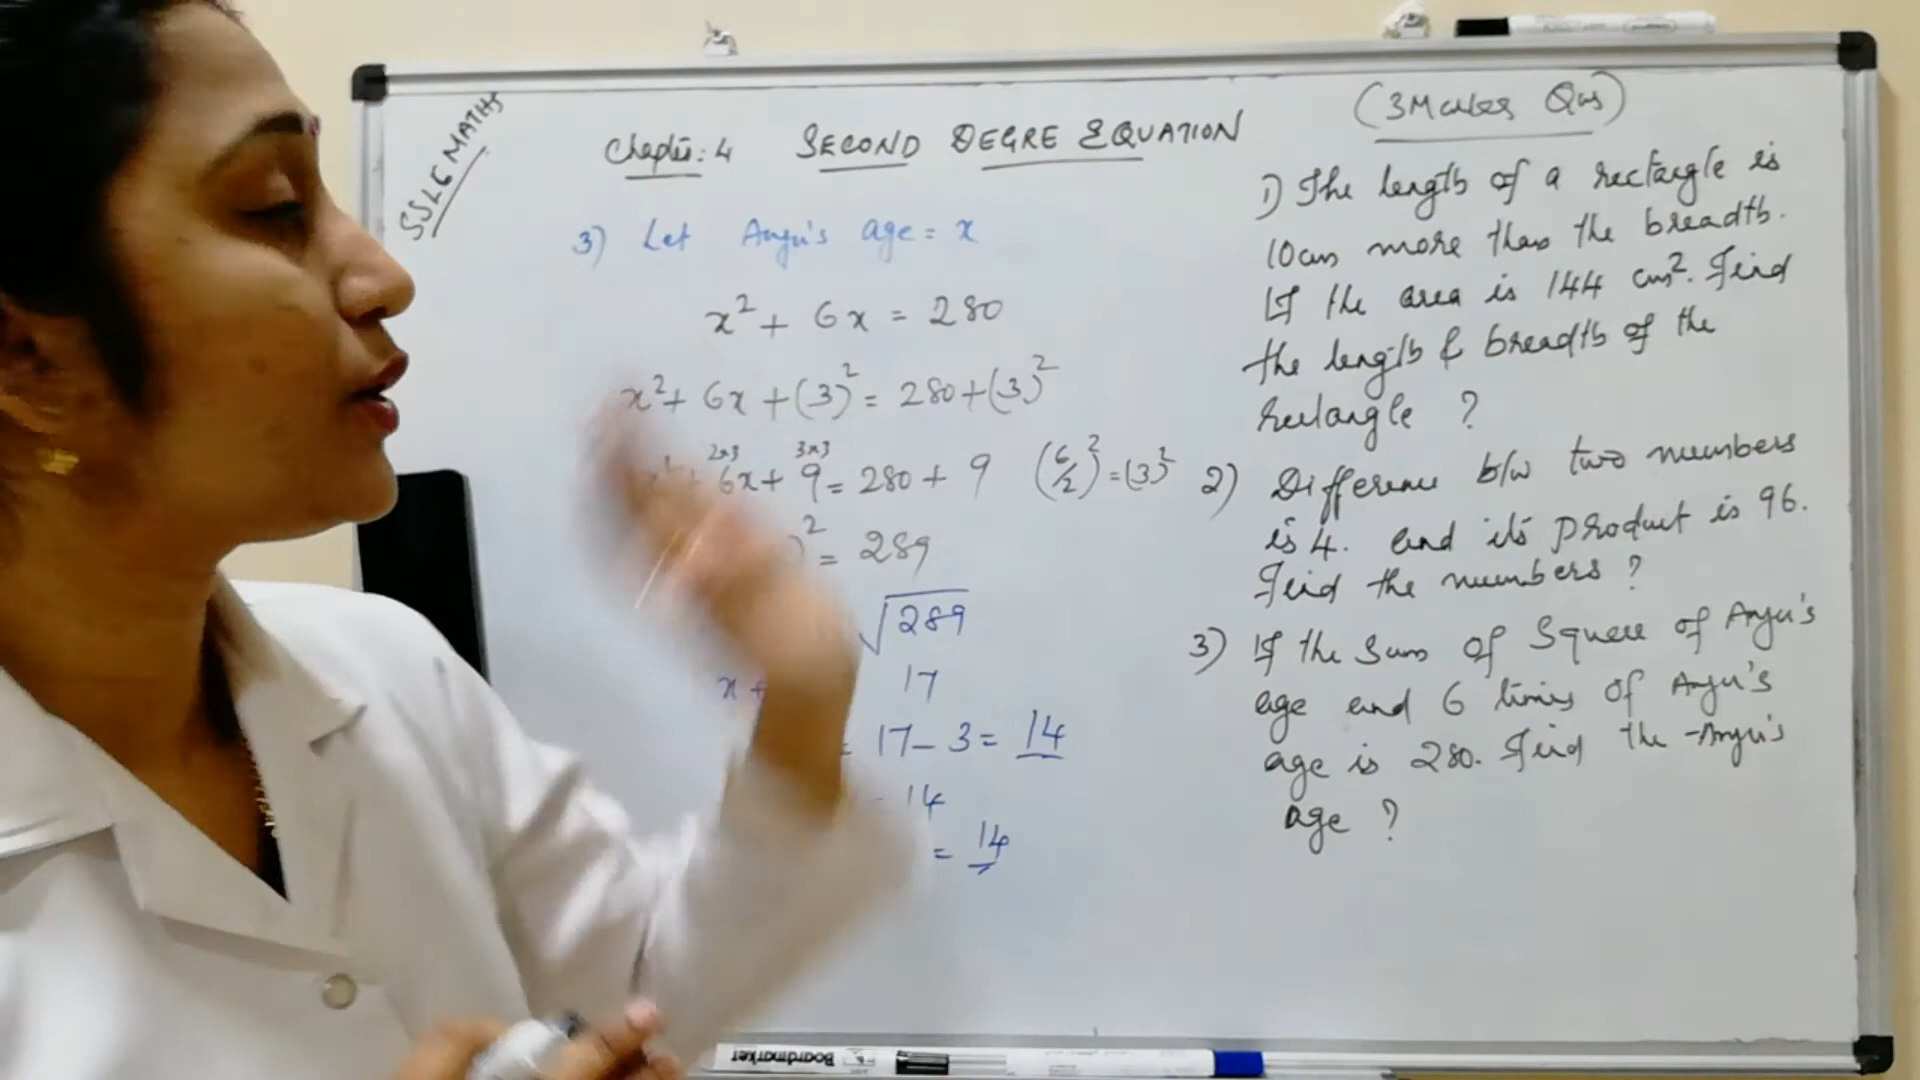 SSLC MATHS
Chapter: 4 SECOND DEGRE EQUATION
(3 Marks Qus)
3) Let Anju's age = x
x² + 6x = 280
x² + 6x + (3)² = 280 + (3)²
2×3 3×3
x² + 6x + 9 = 280 + 9 (6/2)² = (3)²
)² = 289
√289
x + 17
= 17 - 3 = 14
14
= 14
1) The length of a rectangle is
10cm more than the breadth.
If the area is 144 cm². Find
the length & breadth of the
rectangle ?
2) Difference b/w two numbers
is 4. and its product is 96.
Find the numbers ?
3) If the Sum of Square of Anju's
age and 6 times of Anju's
age is 280. Find the Anju's
age ?
Boardmarker